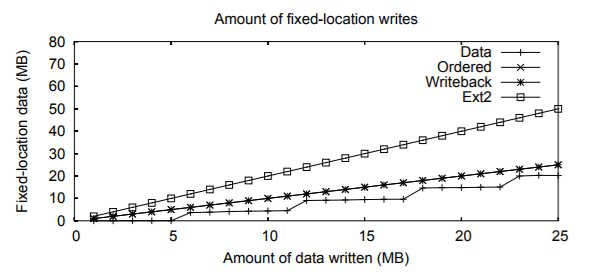 Amount of fixed-location writes
Fixed-location data (MB)
80
70
60
50
40
30
20
10
0
Data
Ordered
Writeback
Ext2
0 5 10 15 20 25
Amount of data written (MB)